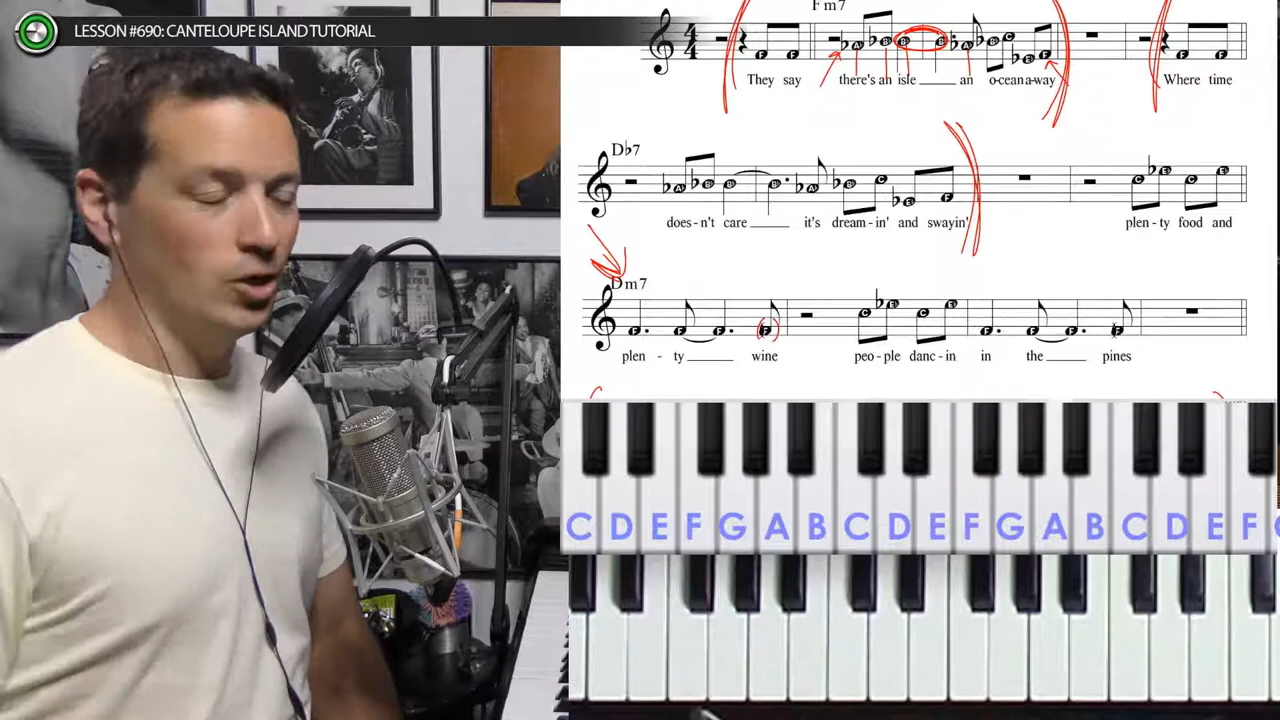 LESSON #690: CANTELOUPE ISLAND TUTORIAL
Fm7
They say there's an isle an o-cean a-way Where time
D♭7
does-n't care it's dream-in' and swayin' plen-ty food and
Dm7
plen-ty wine peo-ple danc-in in the pines
C D E F G A B C D E F G A B C D E F